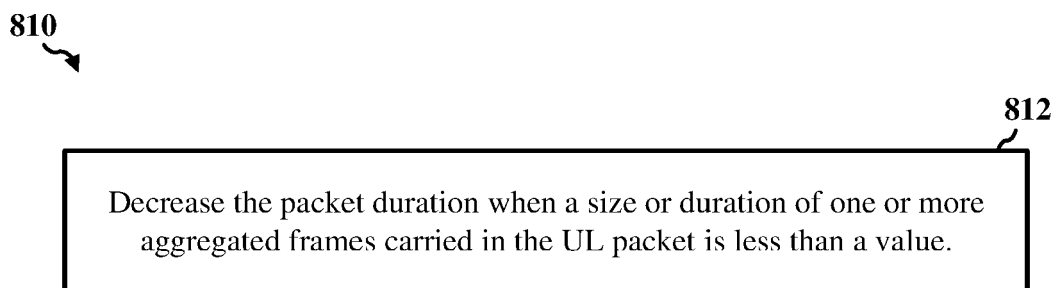 810
812
Decrease the packet duration when a size or duration of one or more
aggregated frames carried in the UL packet is less than a value.